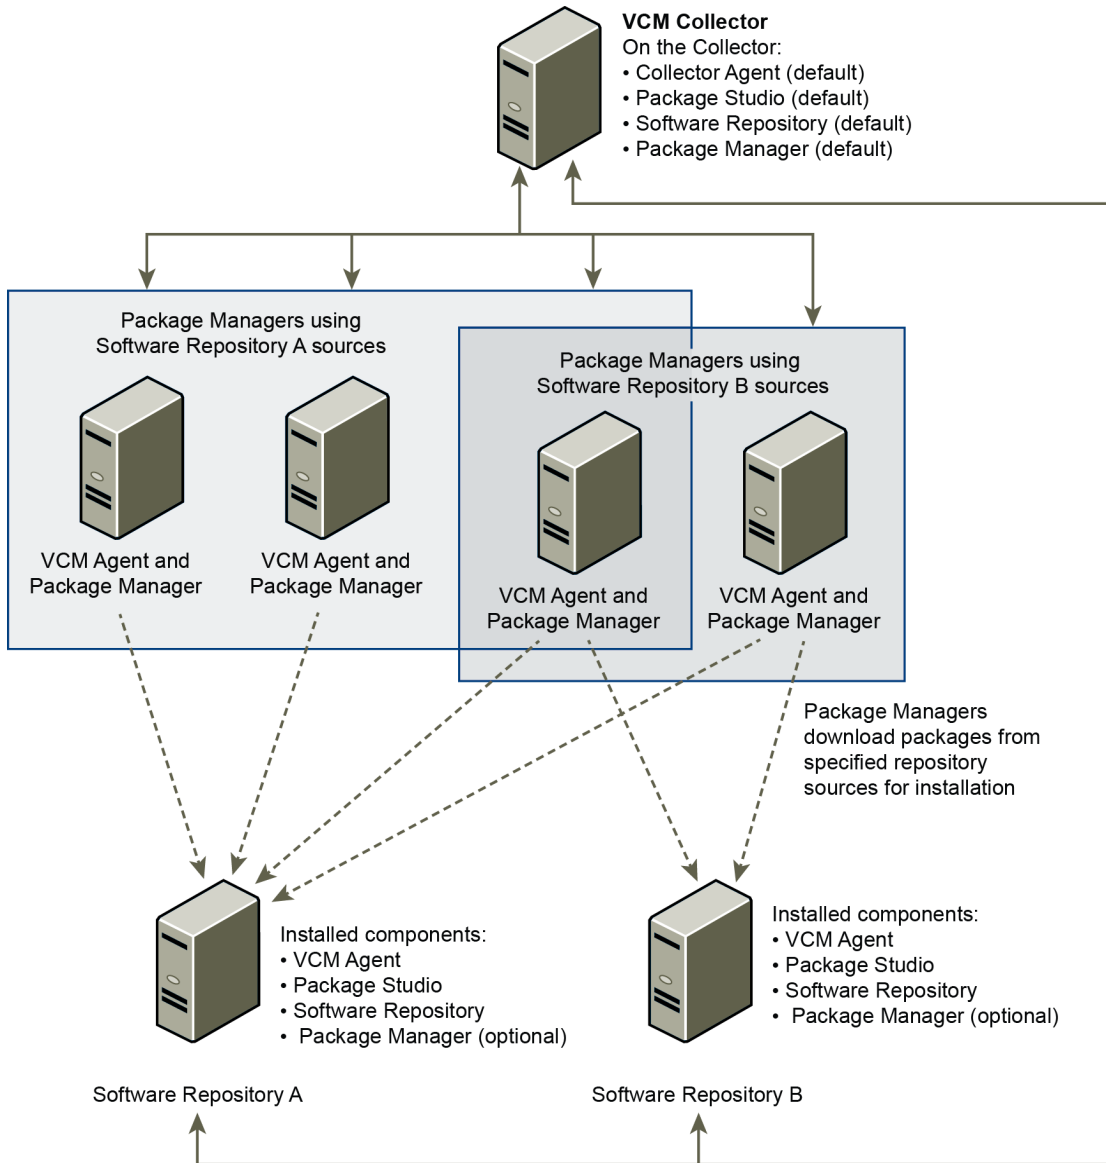 VCM Collector
On the Collector:
• Collector Agent (default)
• Package Studio (default)
• Software Repository (default)
• Package Manager (default)
Package Managers using
Software Repository A sources
Package Managers using
Software Repository B sources
VCM Agent and
Package Manager
VCM Agent and
Package Manager
VCM Agent and
Package Manager
VCM Agent and
Package Manager
Package Managers
download packages from
specified repository
sources for installation
Installed components:
• VCM Agent
• Package Studio
• Software Repository
• Package Manager (optional)
Installed components:
• VCM Agent
• Package Studio
• Software Repository
• Package Manager (optional)
Software Repository A
Software Repository B